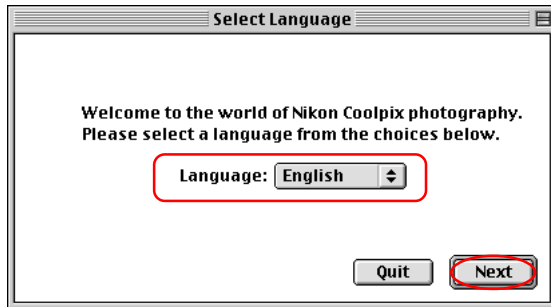 Select Language
Welcome to the world of Nikon Coolpix photography.
Please select a language from the choices below.
Language: English
Quit Next